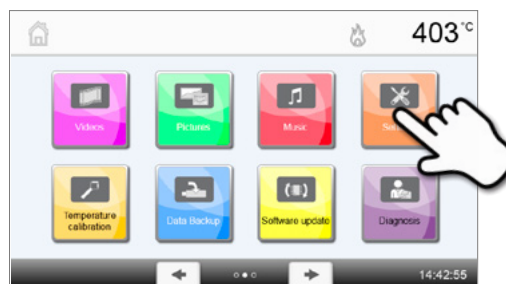 403 °C
Videos
Pictures
Music
Temperature
calibration
Data Backup
Software update
Diagnosis
14:42:55